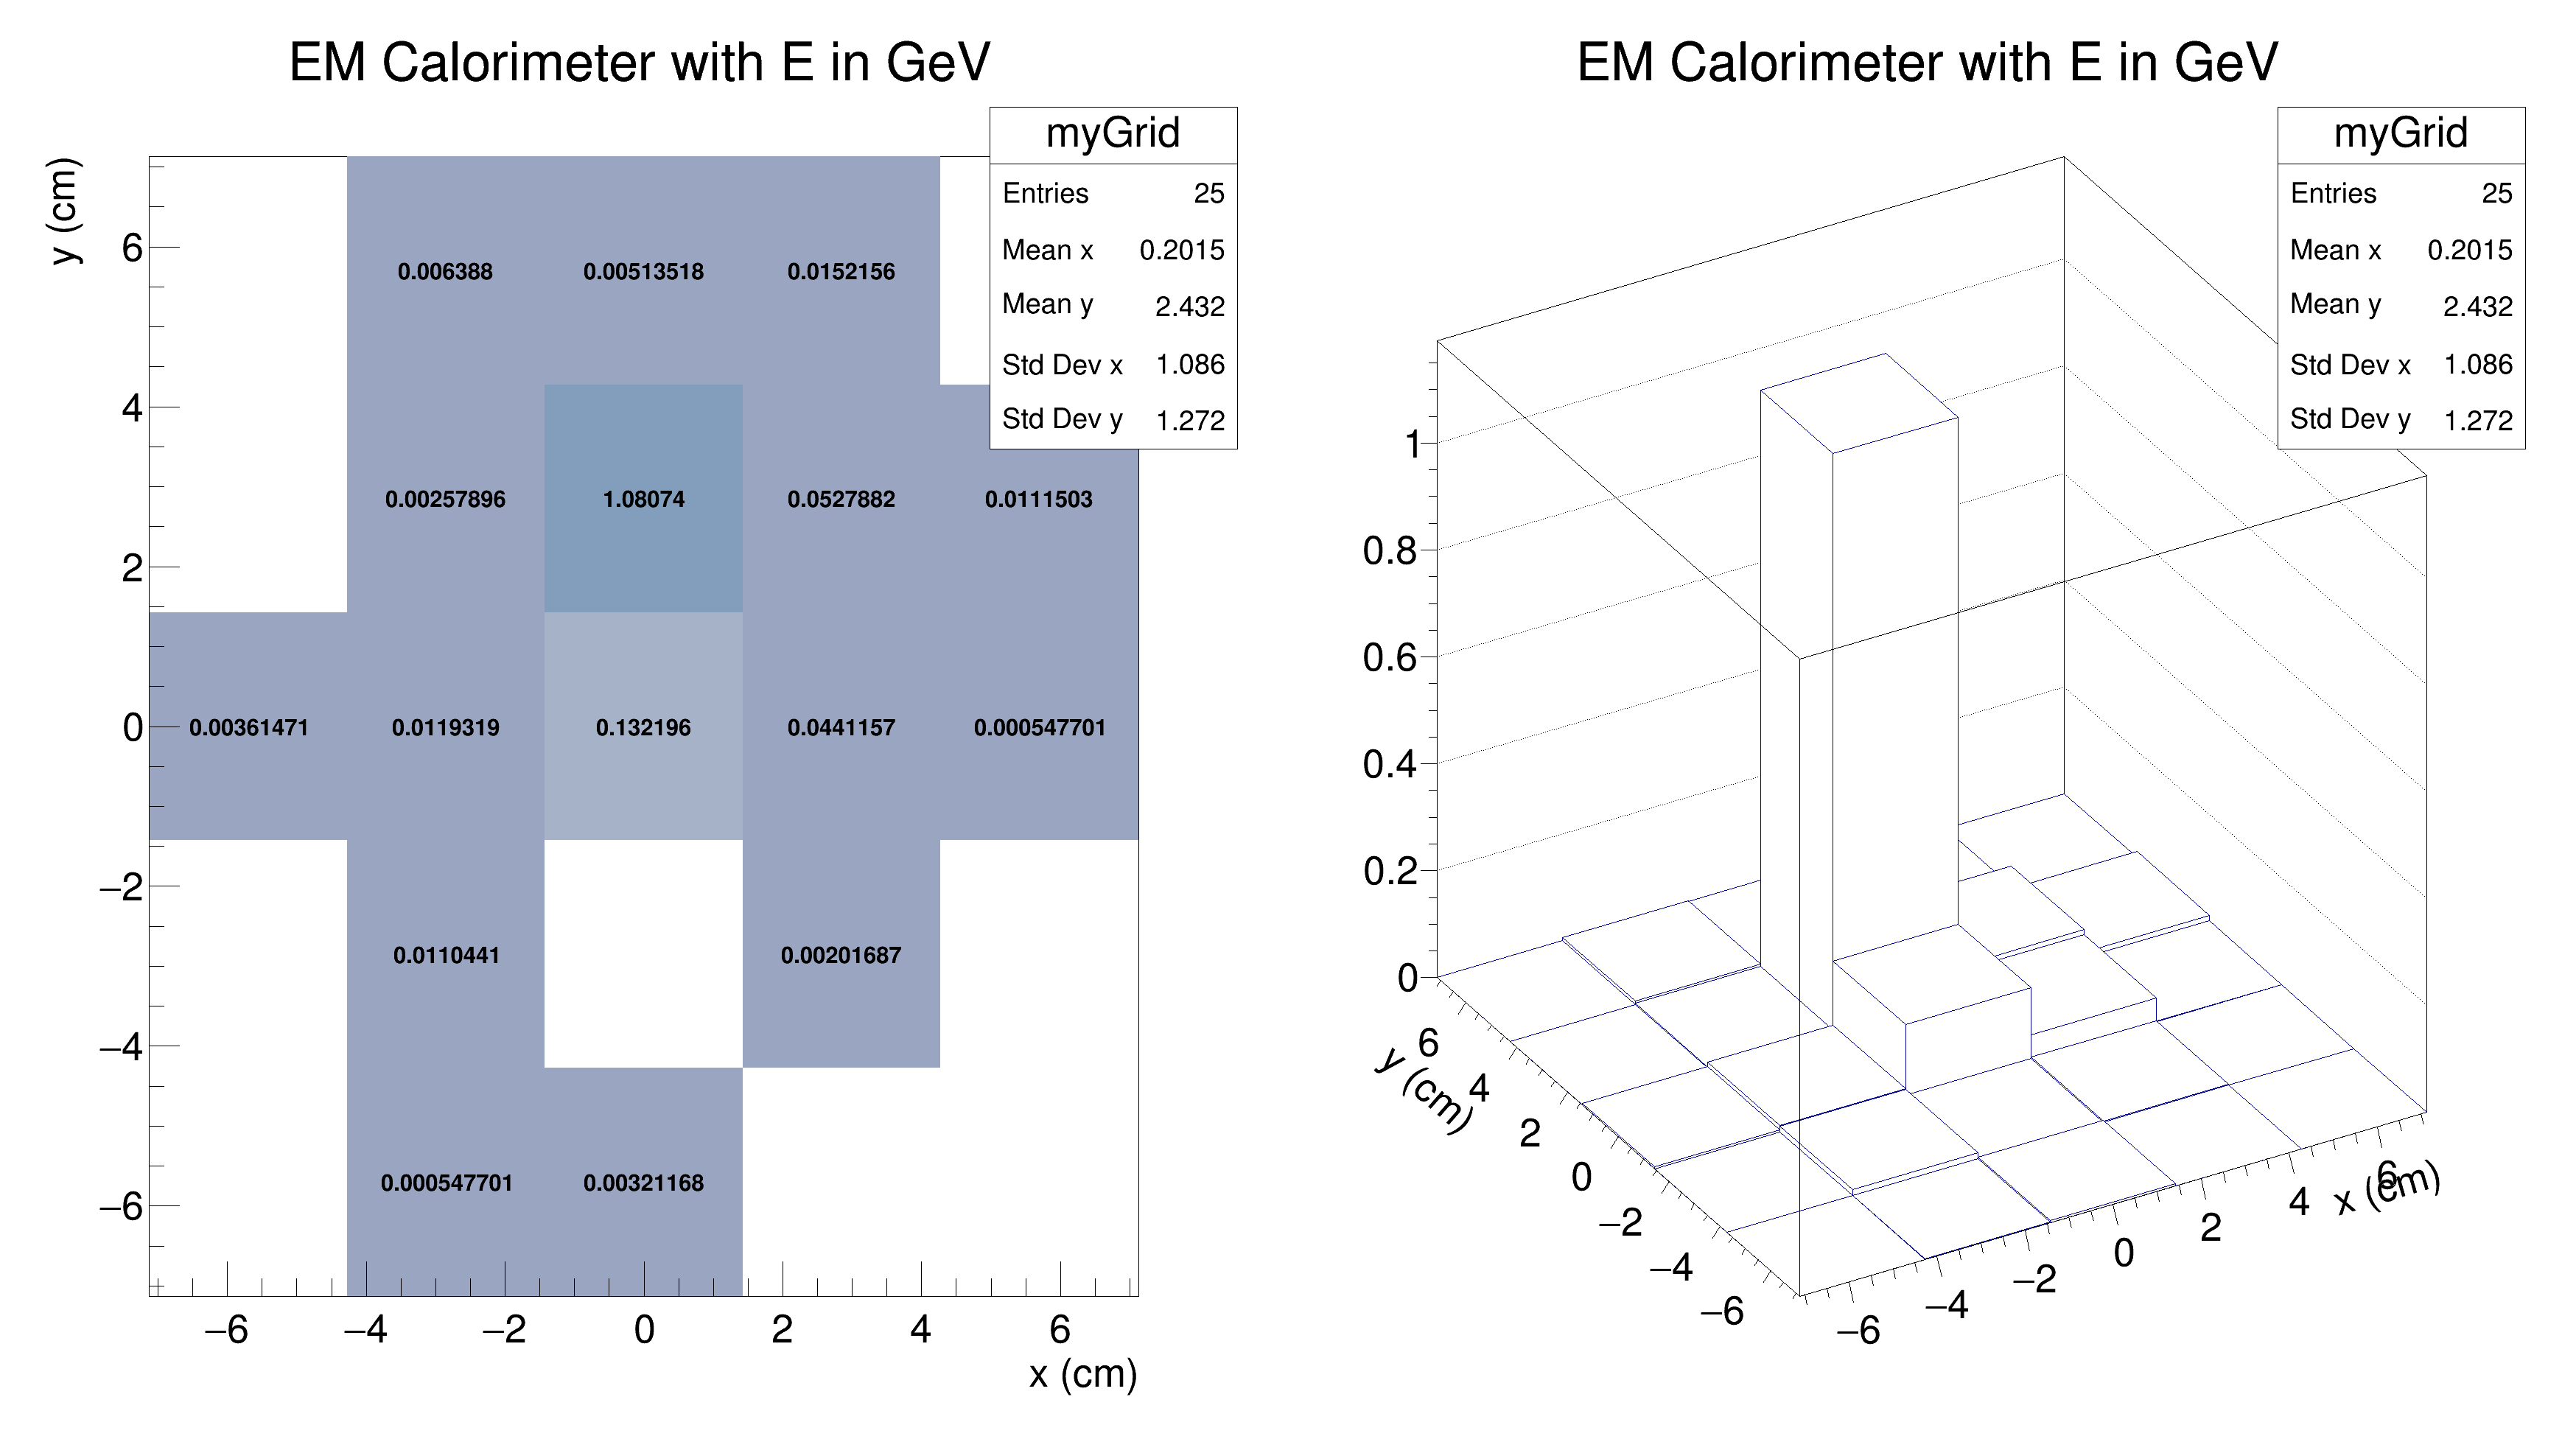 EM Calorimeter with E in GeV
myGrid
Entries 25
Mean x 0.2015
Mean y 2.432
Std Dev x 1.086
Std Dev y 1.272
y (cm)
6
4
2
0
−2
−4
−6
0.006388 0.00513518 0.0152156
0.00257896 1.08074 0.0527882 0.0111503
0.00361471 0.0119319 0.132196 0.0441157 0.000547701
0.0110441 0.00201687
0.000547701 0.00321168
−6 −4 −2 0 2 4 6
x (cm)
EM Calorimeter with E in GeV
myGrid
Entries 25
Mean x 0.2015
Mean y 2.432
Std Dev x 1.086
Std Dev y 1.272
1
0.8
0.6
0.4
0.2
0
y (cm)
6
4
2
0
−2
−4
−6
−6 −4 −2 0 2 4 6
x (cm)